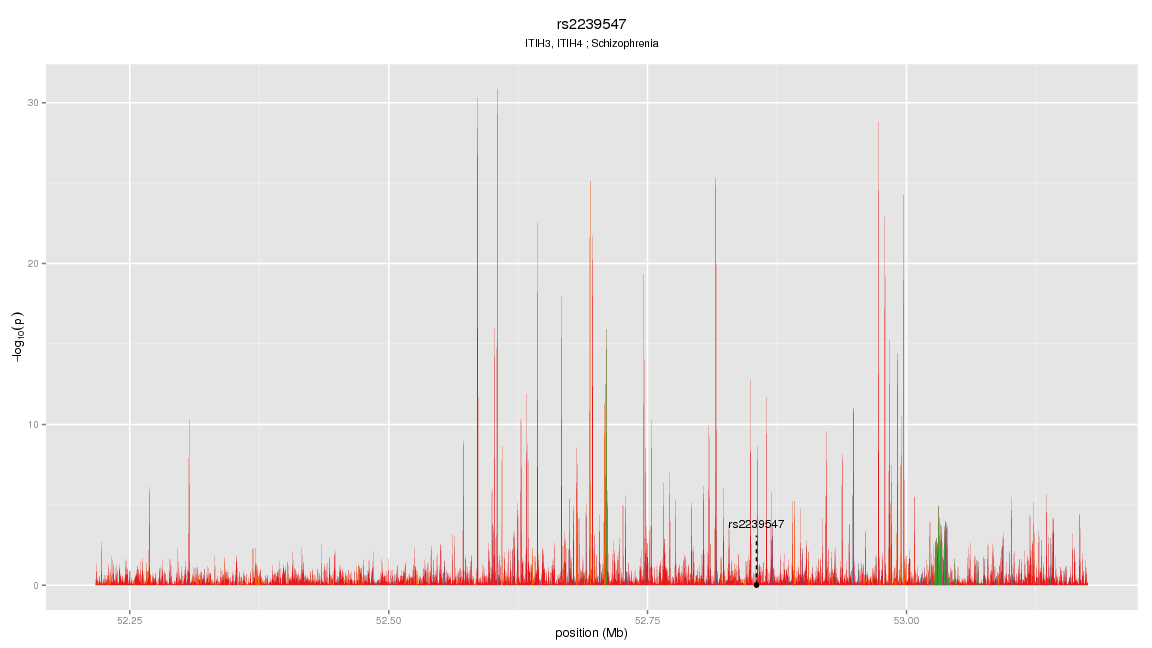 rs2239547
ITIH3, ITIH4 ; Schizophrenia
30
20
10
0
−log10(p)
rs2239547
52.25 52.50 52.75 53.00
position (Mb)